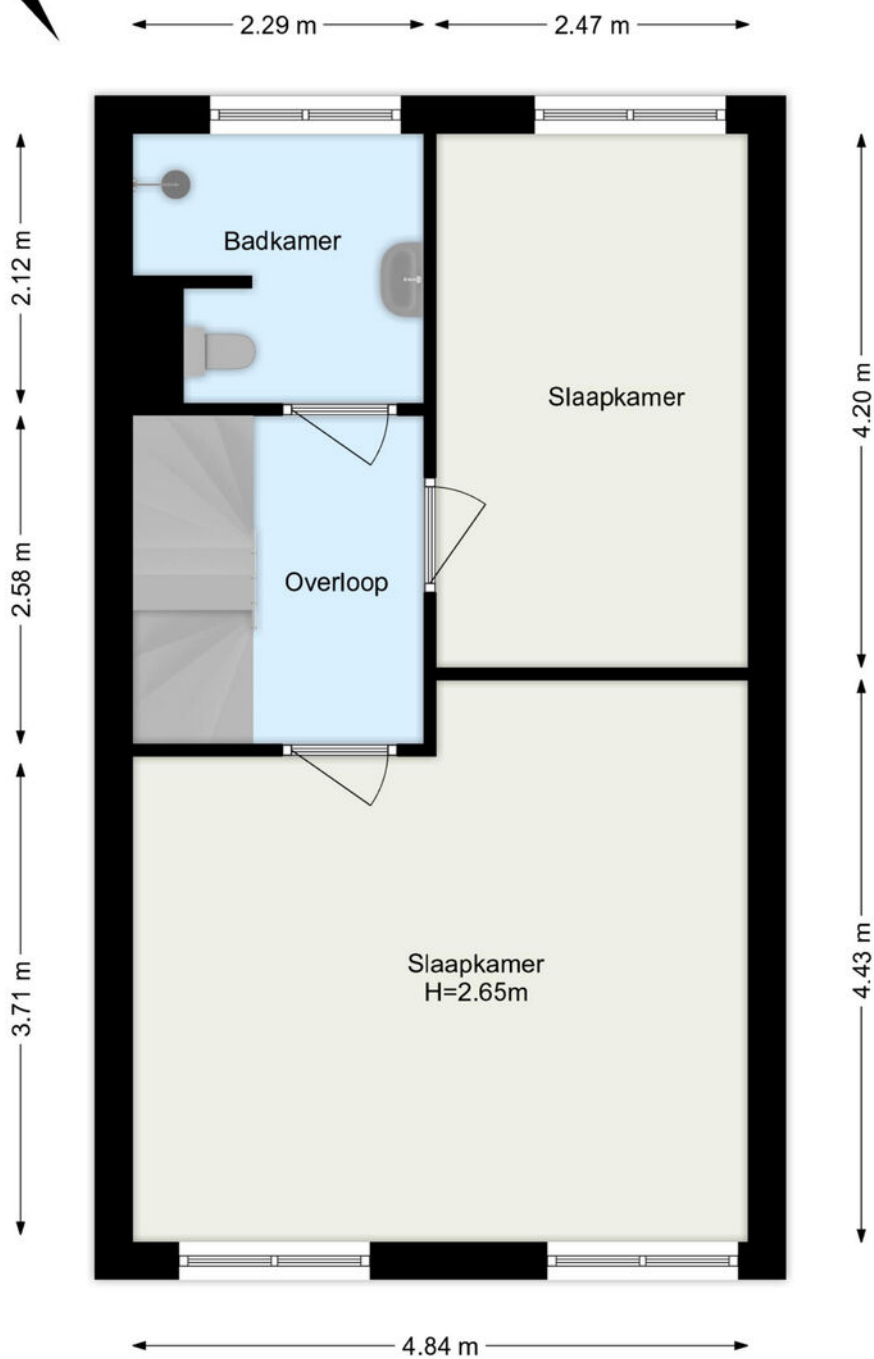 2.29 m
2.47 m
2.12 m
Badkamer
4.20 m
Slaapkamer
2.58 m
Overloop
3.71 m
4.43 m
Slaapkamer
H=2.65m
4.84 m